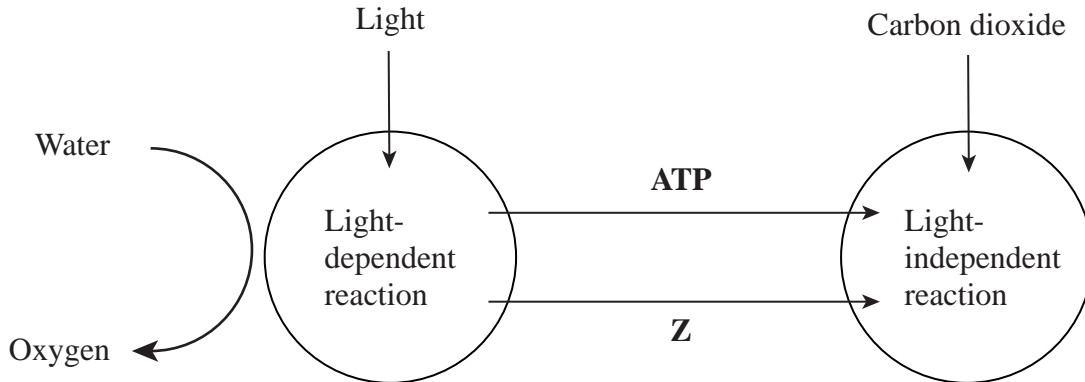 Light
Carbon dioxide
Water
ATP
Light-
dependent
reaction
Light-
independent
reaction
Z
Oxygen